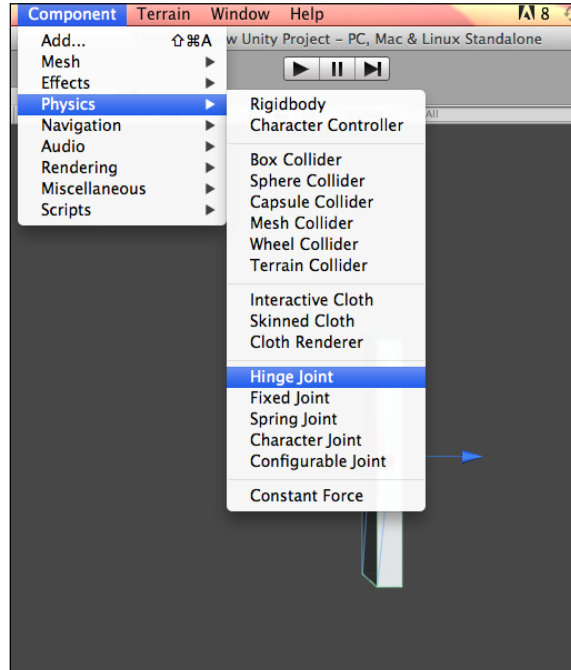 Component Terrain Window Help 8
w Unity Project – PC, Mac & Linux Standalone
Add... ⇧⌘A
Mesh
Effects
Physics
Navigation
Audio
Rendering
Miscellaneous
Scripts
All
Rigidbody
Character Controller
Box Collider
Sphere Collider
Capsule Collider
Mesh Collider
Wheel Collider
Terrain Collider
Interactive Cloth
Skinned Cloth
Cloth Renderer
Hinge Joint
Fixed Joint
Spring Joint
Character Joint
Configurable Joint
Constant Force